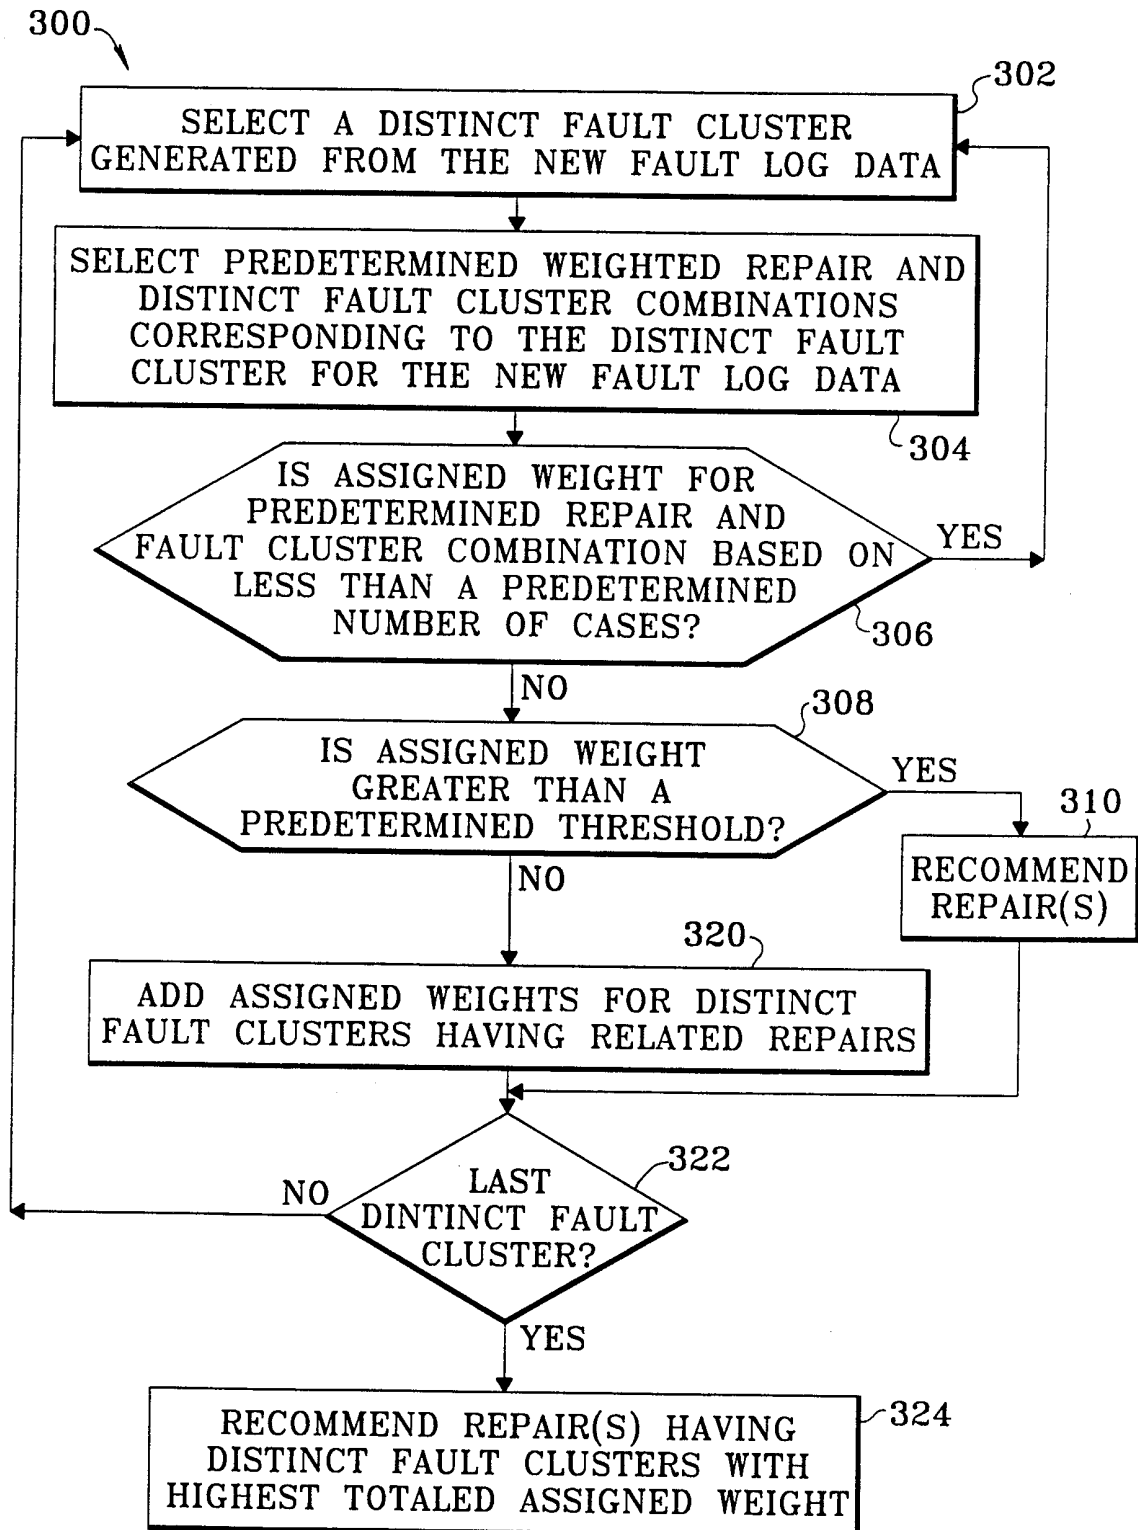 300
302
SELECT A DISTINCT FAULT CLUSTER
GENERATED FROM THE NEW FAULT LOG DATA
SELECT PREDETERMINED WEIGHTED REPAIR AND
DISTINCT FAULT CLUSTER COMBINATIONS
CORRESPONDING TO THE DISTINCT FAULT
CLUSTER FOR THE NEW FAULT LOG DATA
304
IS ASSIGNED WEIGHT FOR
PREDETERMINED REPAIR AND
FAULT CLUSTER COMBINATION BASED ON
LESS THAN A PREDETERMINED
NUMBER OF CASES?
YES
306
NO
308
IS ASSIGNED WEIGHT
GREATER THAN A
PREDETERMINED THRESHOLD?
YES
310
RECOMMEND
REPAIR(S)
NO
320
ADD ASSIGNED WEIGHTS FOR DISTINCT
FAULT CLUSTERS HAVING RELATED REPAIRS
322
LAST
DINTINCT FAULT
CLUSTER?
NO
YES
324
RECOMMEND REPAIR(S) HAVING
DISTINCT FAULT CLUSTERS WITH
HIGHEST TOTALED ASSIGNED WEIGHT